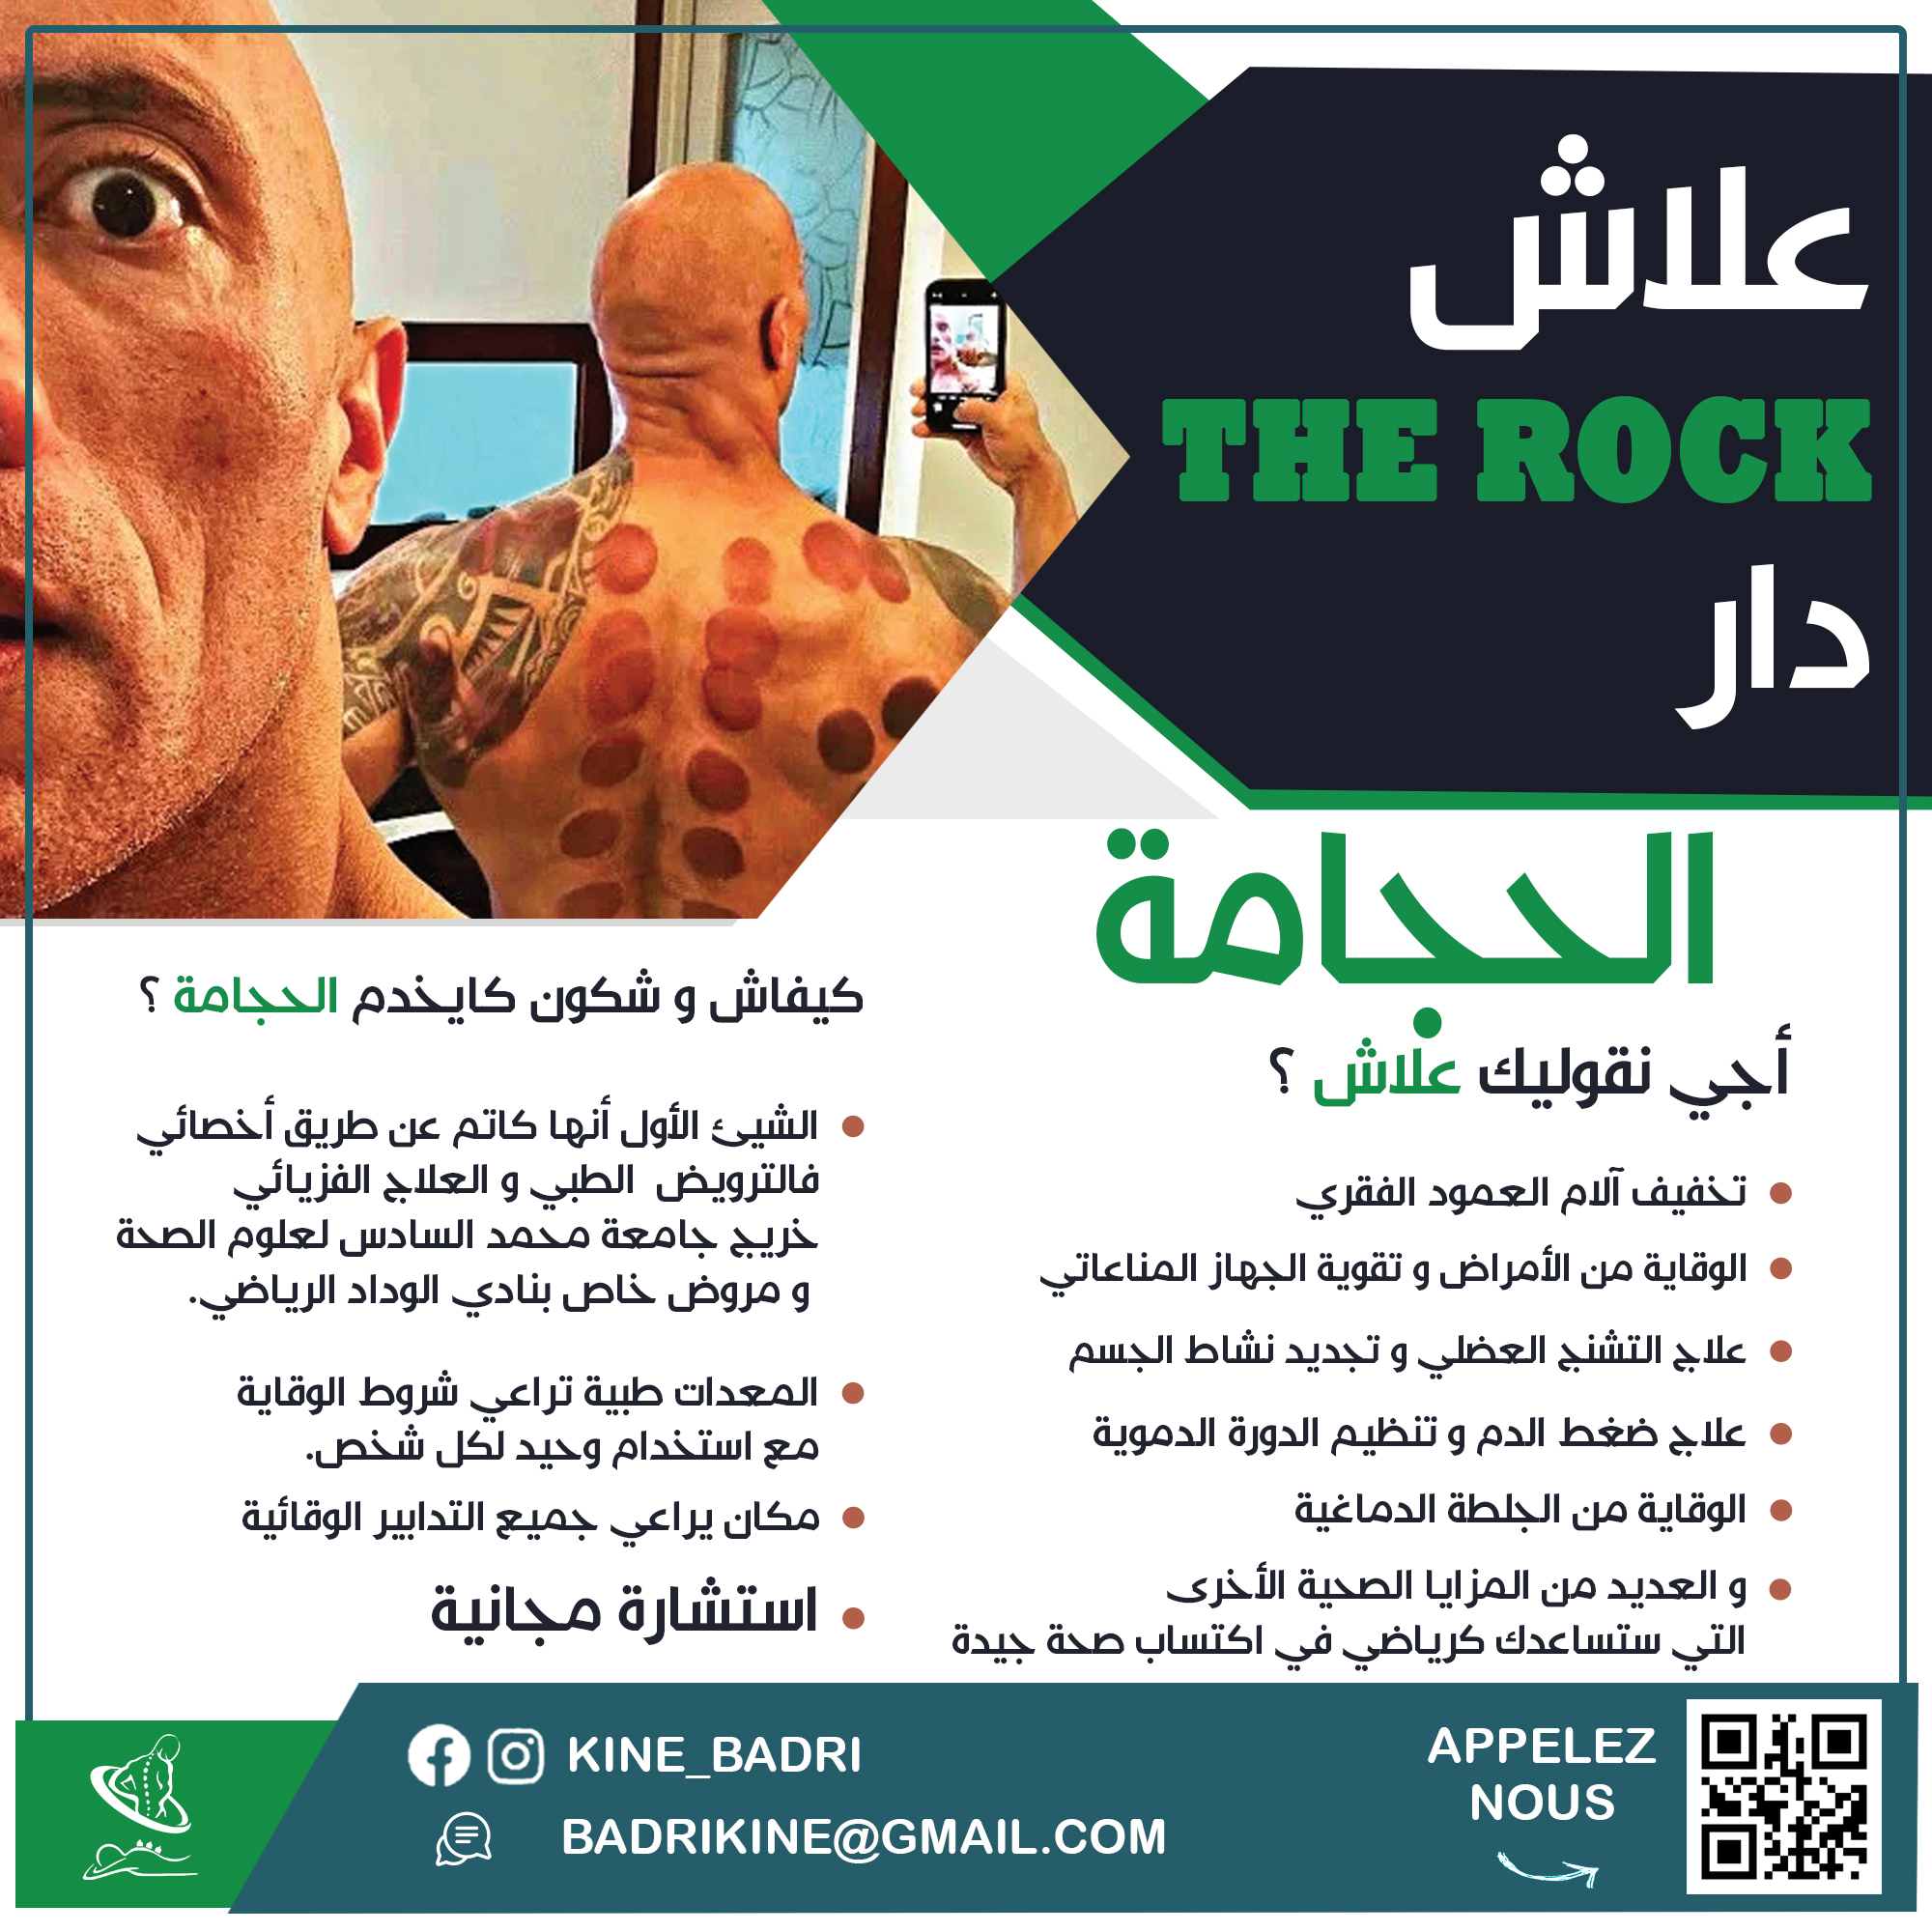 علاش
THE ROCK
دار
الحجامة
أجي نقوليك علاش ؟
تخفيف آلام العمود الفقري
الوقاية من الأمراض و تقوية الجهاز المناعاتي
علاج التشنج العضلي و تجديد نشاط الجسم
علاج ضغط الدم و تنظيم الدورة الدموية
الوقاية من الجلطة الدماغية
و العديد من المزايا الصحية الأخرى
التي ستساعدك كرياضي في اكتساب صحة جيدة
كيفاش و شكون كايخدم الحجامة ؟
الشيئ الأول أنها كاتم عن طريق أخصائي
فالترويض الطبي و العلاج الفزيائي
خريج جامعة محمد السادس لعلوم الصحة
و مروض خاص بنادي الوداد الرياضي.
المعدات طبية تراعي شروط الوقاية
مع استخدام وحيد لكل شخص.
مكان يراعي جميع التدابير الوقائية
استشارة مجانية
KINE_BADRI
BADRIKINE@GMAIL.COM
APPELEZ
NOUS